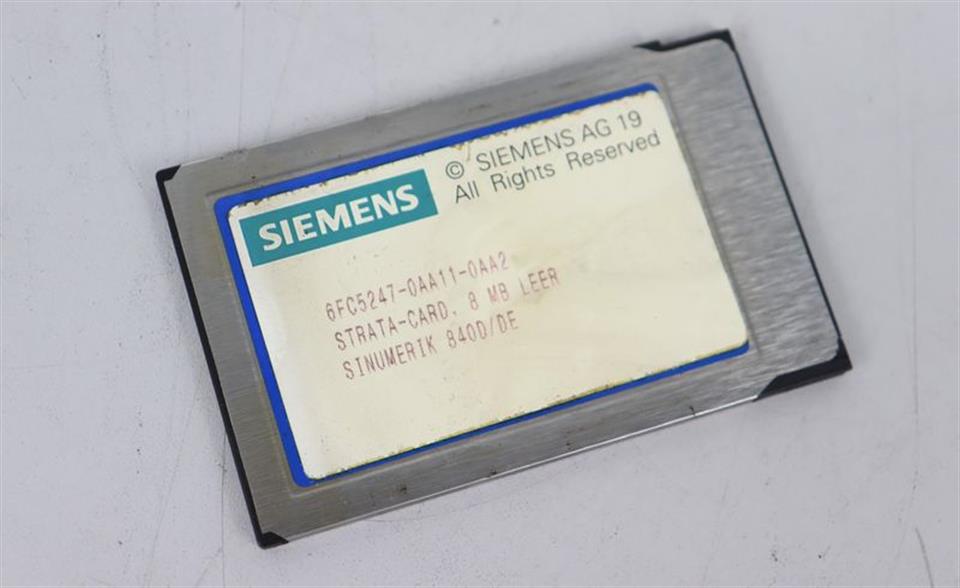 SIEMENS
© SIEMENS AG 19
All Rights Reserved
6FC5247-0AA11-0AA2
STRATA-CARD, 8 MB LEER
SINUMERIK 840D/DE